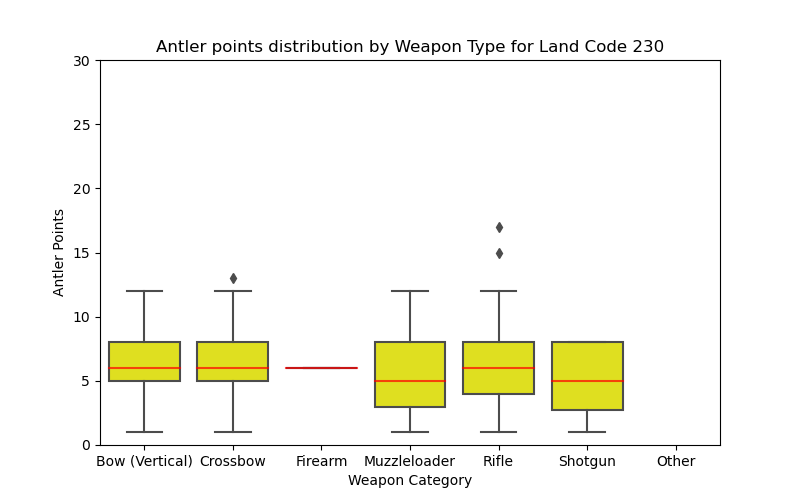 Antler points distribution by Weapon Type for Land Code 230
30
25
20
15
10
5
0
Antler Points
Bow (Vertical) Crossbow Firearm Muzzleloader Rifle Shotgun Other
Weapon Category